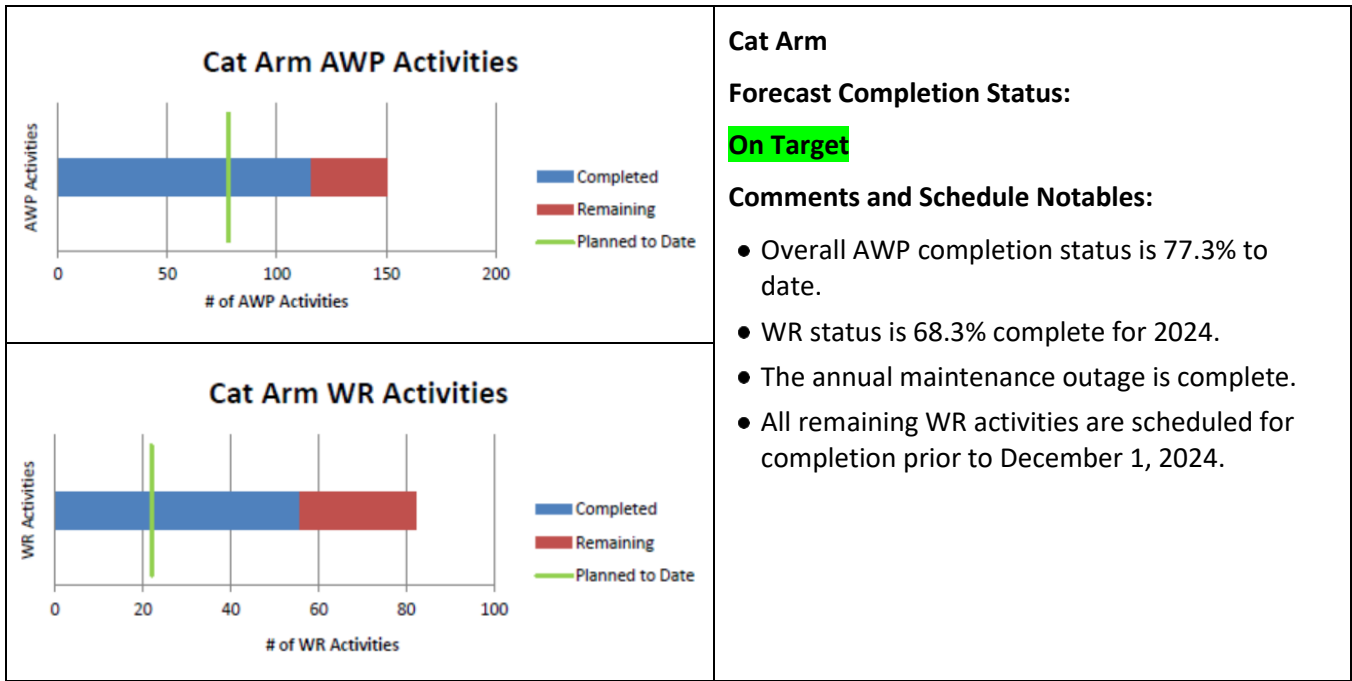 Cat Arm AWP Activities
AWP Activities
Completed
Remaining
Planned to Date
0 50 100 150 200
# of AWP Activities
Cat Arm WR Activities
WR Activities
Completed
Remaining
Planned to Date
0 20 40 60 80 100
# of WR Activities
Cat Arm
Forecast Completion Status:
On Target
Comments and Schedule Notables:
● Overall AWP completion status is 77.3% to
date.
● WR status is 68.3% complete for 2024.
● The annual maintenance outage is complete.
● All remaining WR activities are scheduled for
completion prior to December 1, 2024.